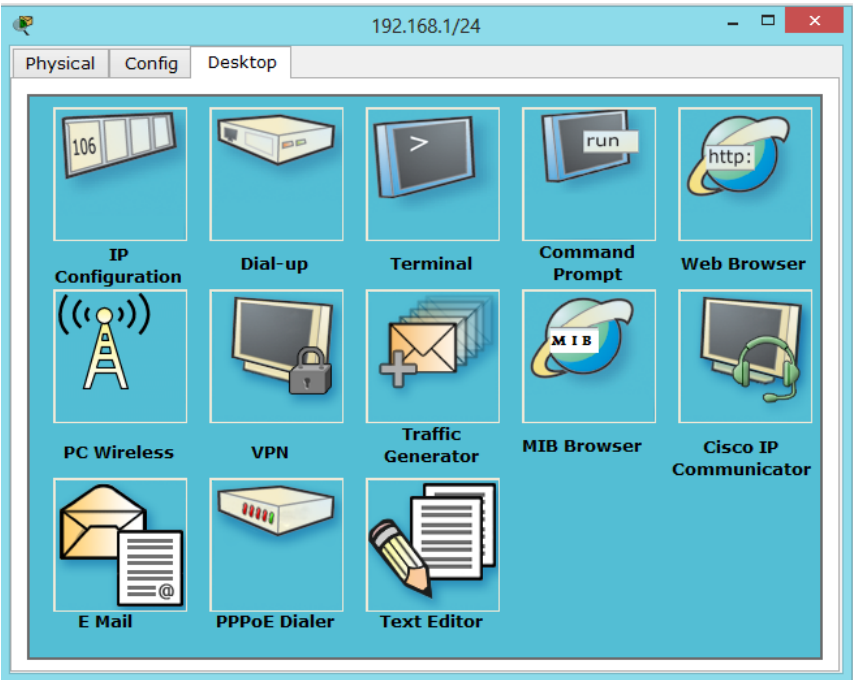 192.168.1/24
Physical
Config
Desktop
106
>
run
http:
IP
Configuration
Dial-up
Terminal
Command
Prompt
Web Browser
MIB
PC Wireless
VPN
Traffic
Generator
MIB Browser
Cisco IP
Communicator
@
E Mail
PPPoE Dialer
Text Editor